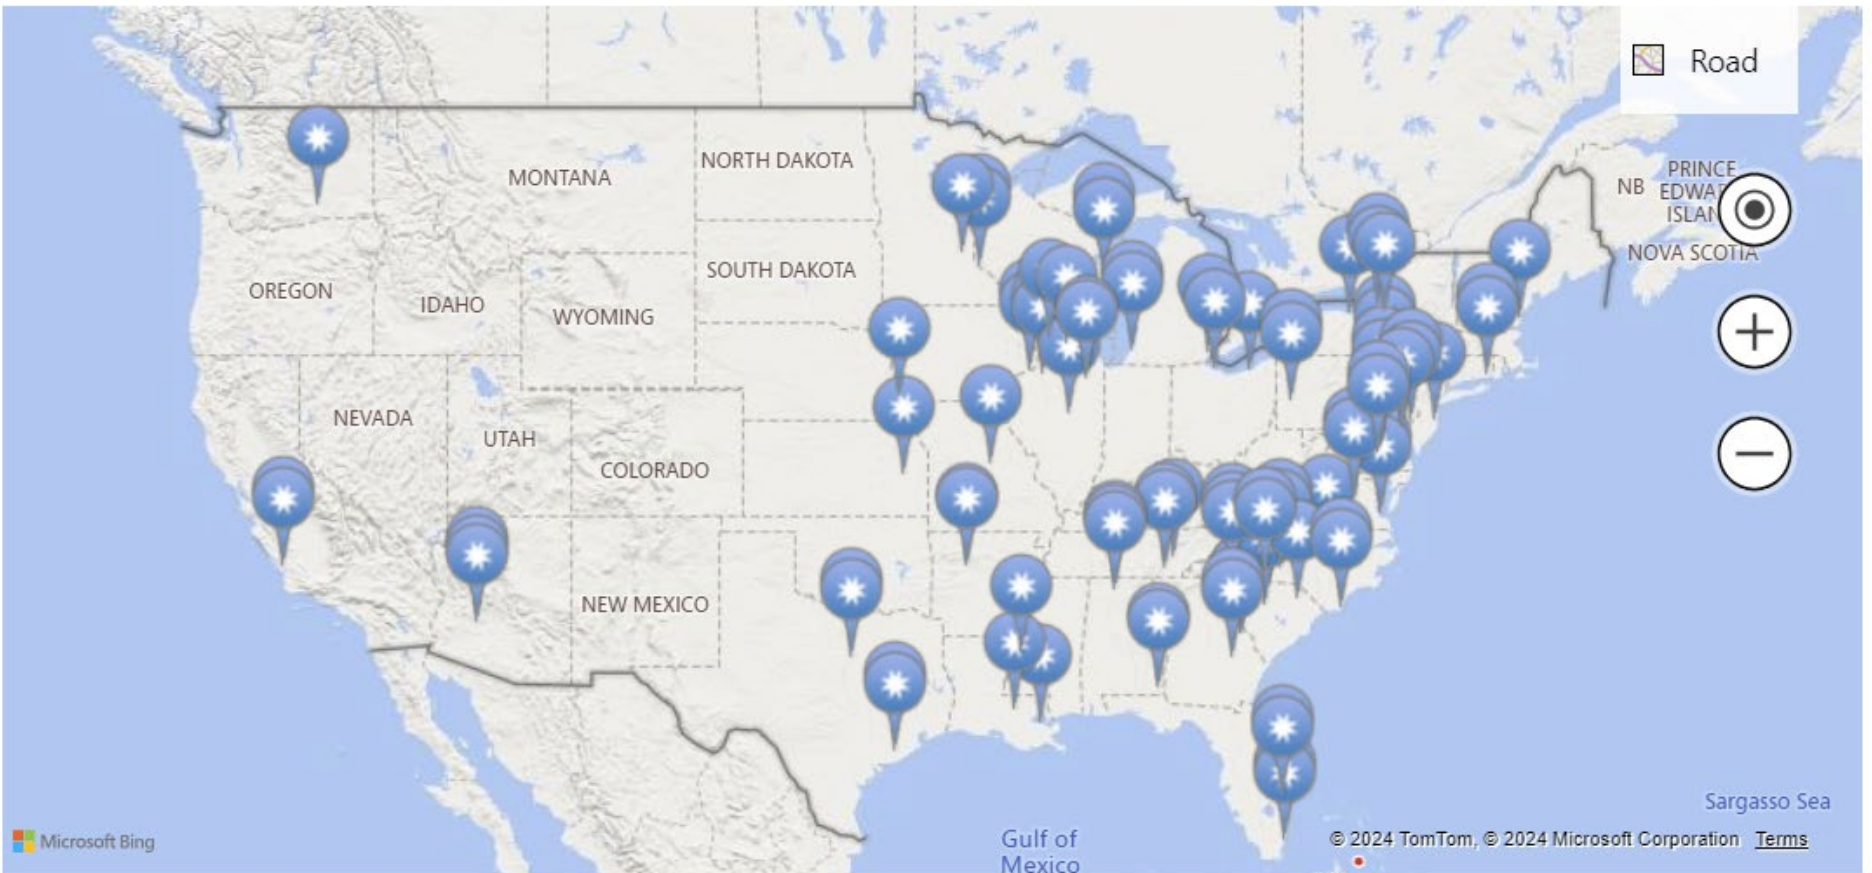 Road
NORTH DAKOTA
MONTANA
PRINCE
NB
NOVA SCOTIA
SOUTH DAKOTA
OREGON
IDAHO
WYOMING
NEVADA
UTAH
COLORADO
NEW MEXICO
Sargasso Sea
Gulf of
Mexico
Microsoft Bing
© 2024 TomTom, © 2024 Microsoft Corporation Terms